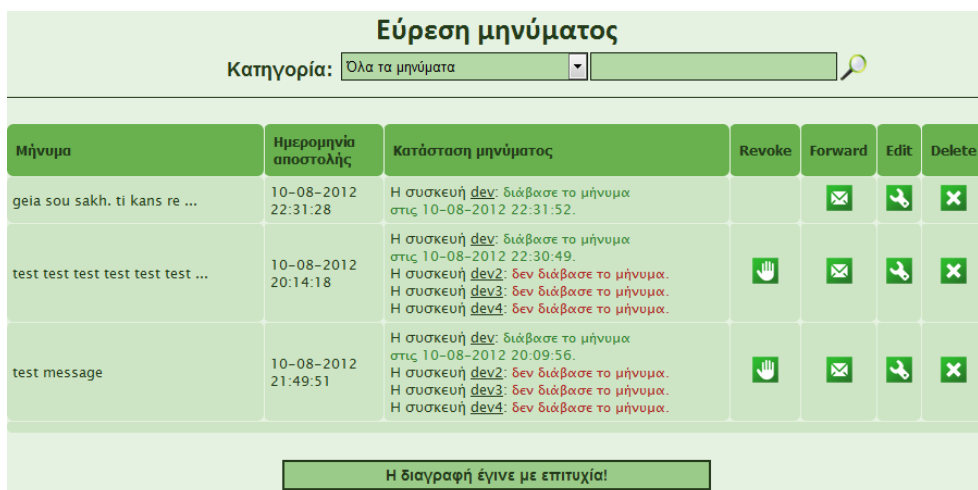 Εύρεση μηνύματος
Κατηγορία: Όλα τα μηνύματα
Μήνυμα
Ημερομηνία
αποστολής
Κατάσταση μηνύματος
Revoke
Forward
Edit
Delete
geia sou sakh. ti kans re ...
10-08-2012
22:31:28
Η συσκευή dev: διάβασε το μήνυμα
στις 10-08-2012 22:31:52.
test test test test test test ...
10-08-2012
20:14:18
Η συσκευή dev: διάβασε το μήνυμα
στις 10-08-2012 22:30:49.
Η συσκευή dev2: δεν διάβασε το μήνυμα.
Η συσκευή dev3: δεν διάβασε το μήνυμα.
Η συσκευή dev4: δεν διάβασε το μήνυμα.
test message
10-08-2012
21:49:51
Η συσκευή dev: διάβασε το μήνυμα
στις 10-08-2012 20:09:56.
Η συσκευή dev2: δεν διάβασε το μήνυμα.
Η συσκευή dev3: δεν διάβασε το μήνυμα.
Η συσκευή dev4: δεν διάβασε το μήνυμα.
Η διαγραφή έγινε με επιτυχία!